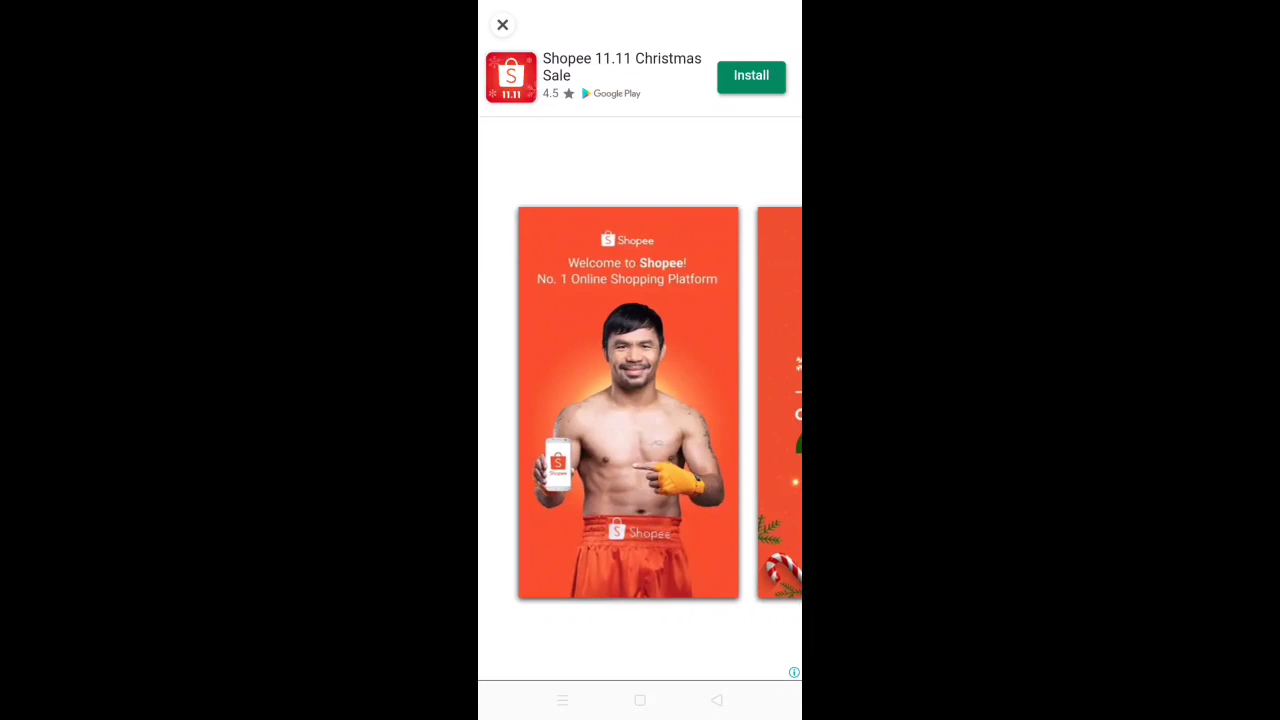 Shopee 11.11 Christmas
Sale
Install
4.5 ★ Google Play
11.11
Shopee
Welcome to Shopee!
No. 1 Online Shopping Platform
Shopee
Shopee